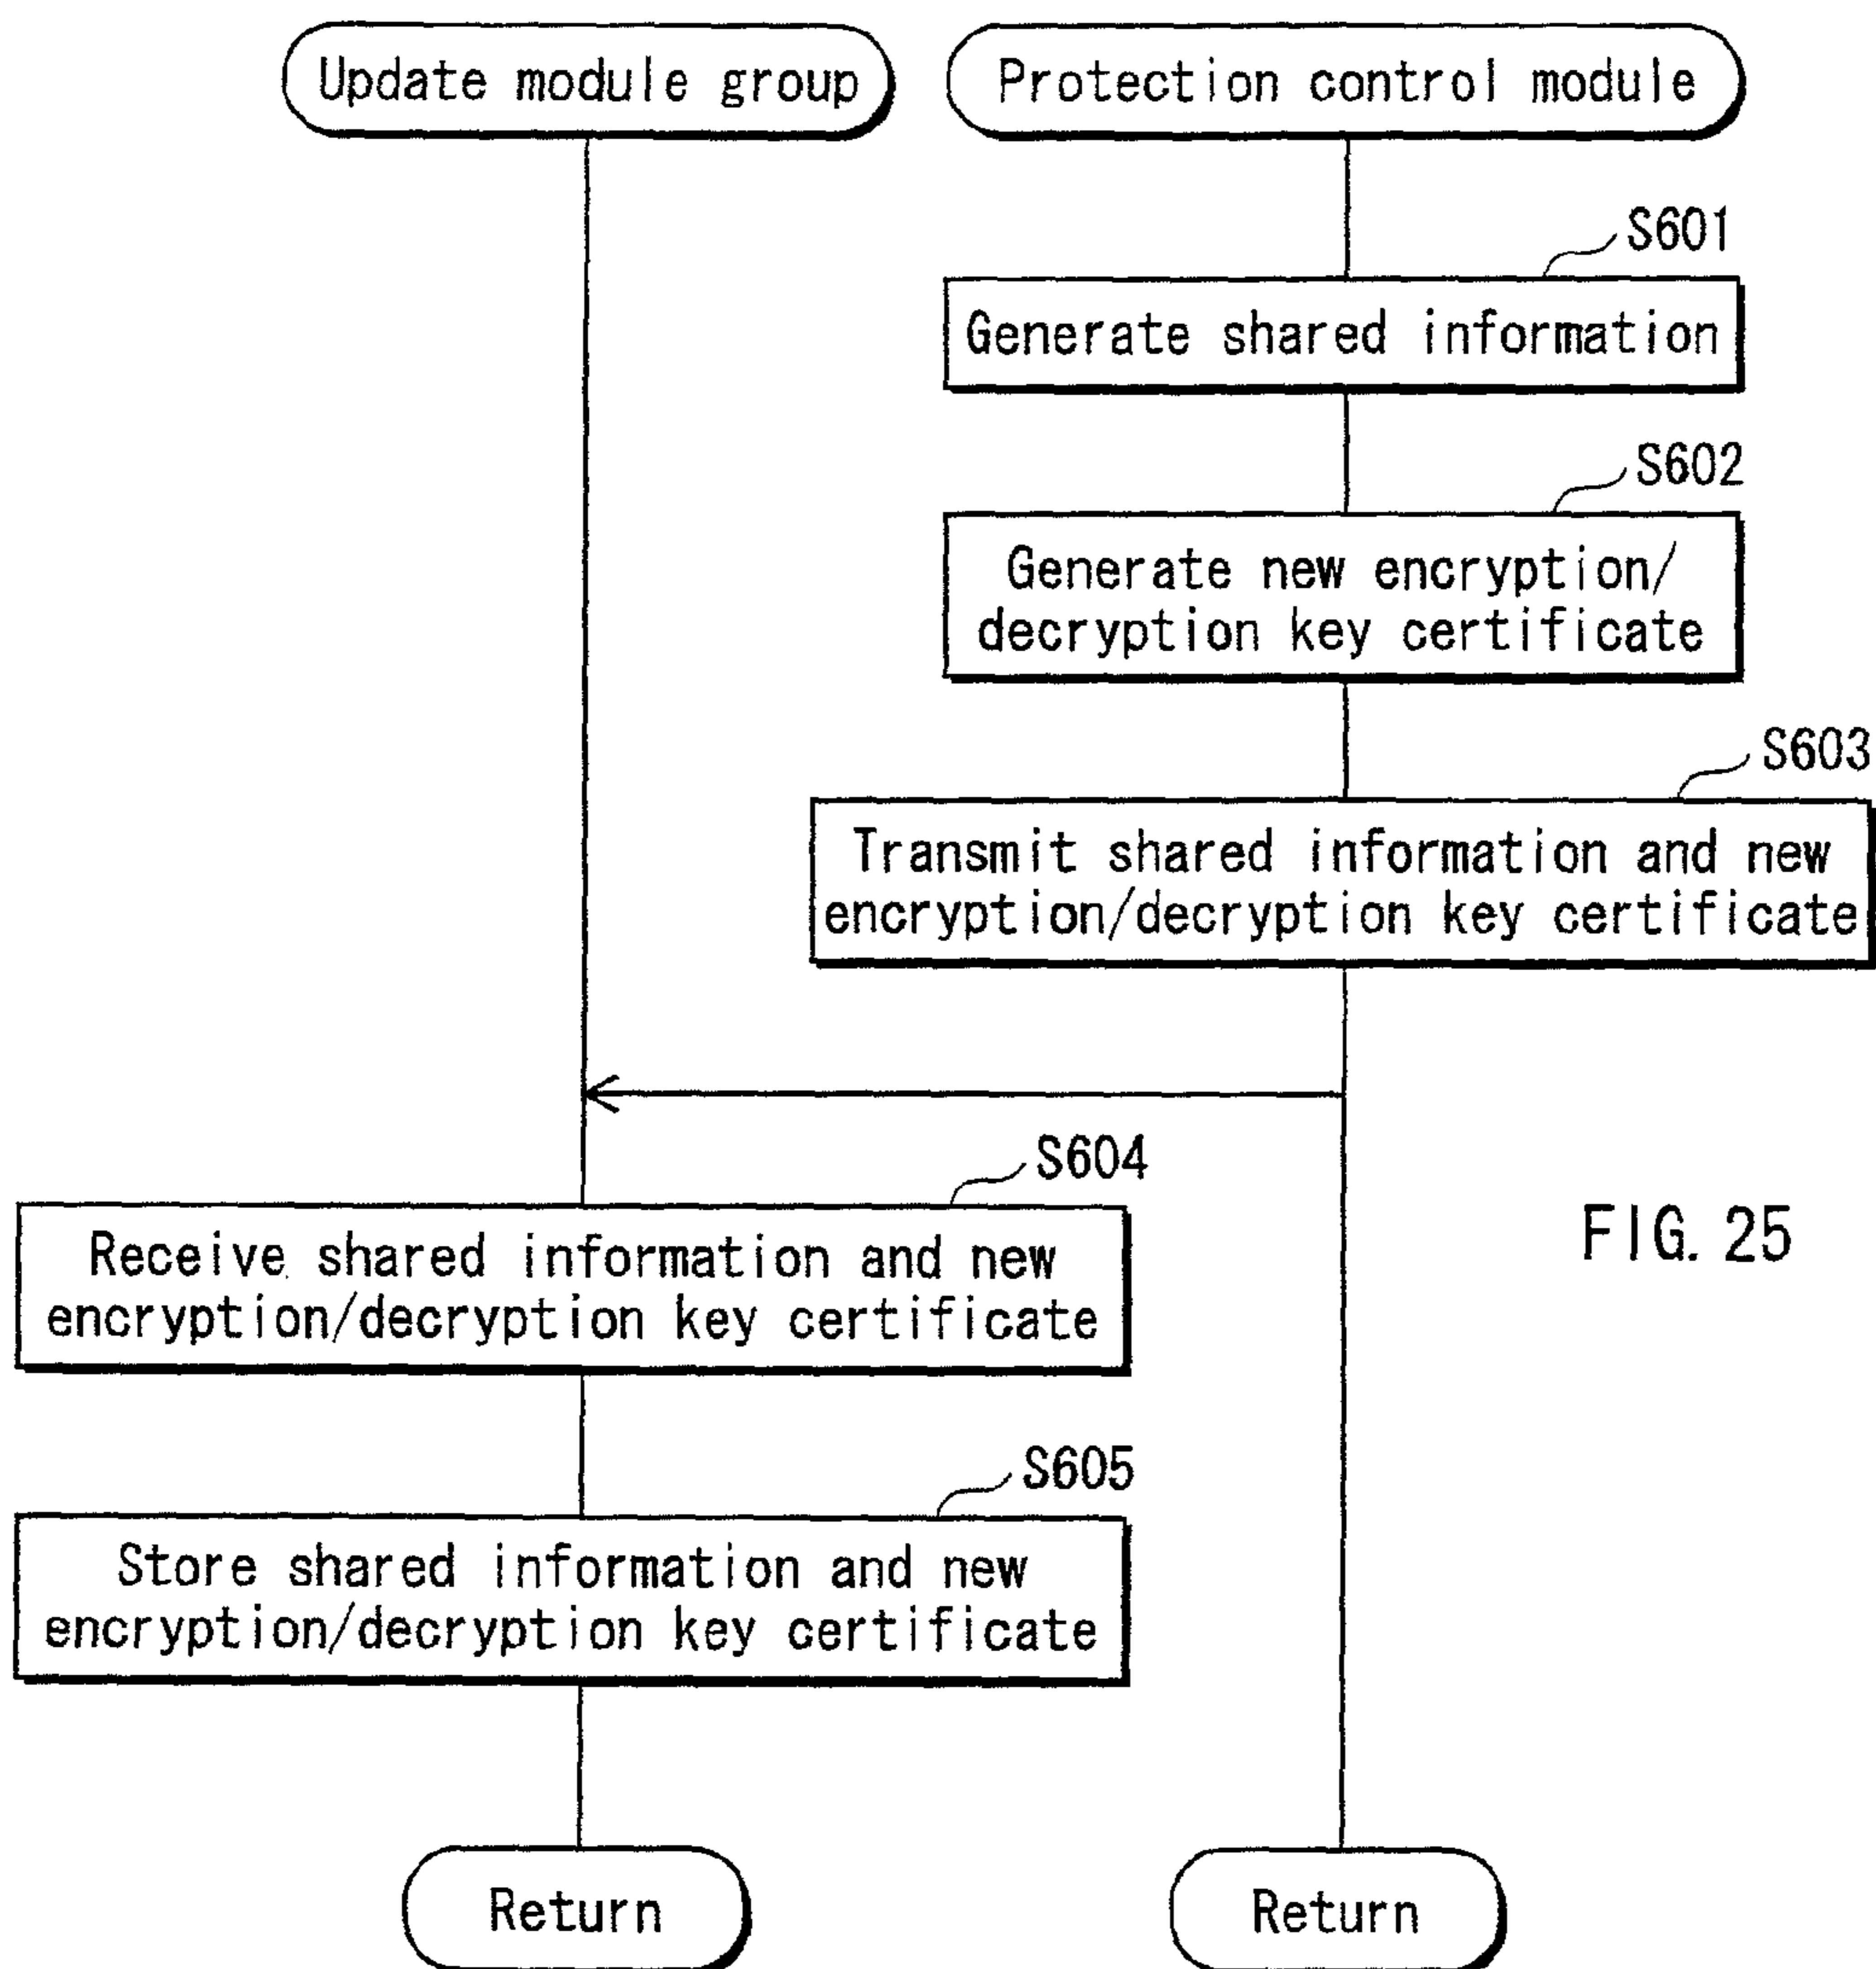 Update module group
Protection control module
S601
Generate shared information
S602
Generate new encryption/
decryption key certificate
S603
Transmit shared information and new
encryption/decryption key certificate
S604
Receive shared information and new
encryption/decryption key certificate
FIG. 25
S605
Store shared information and new
encryption/decryption key certificate
Return
Return